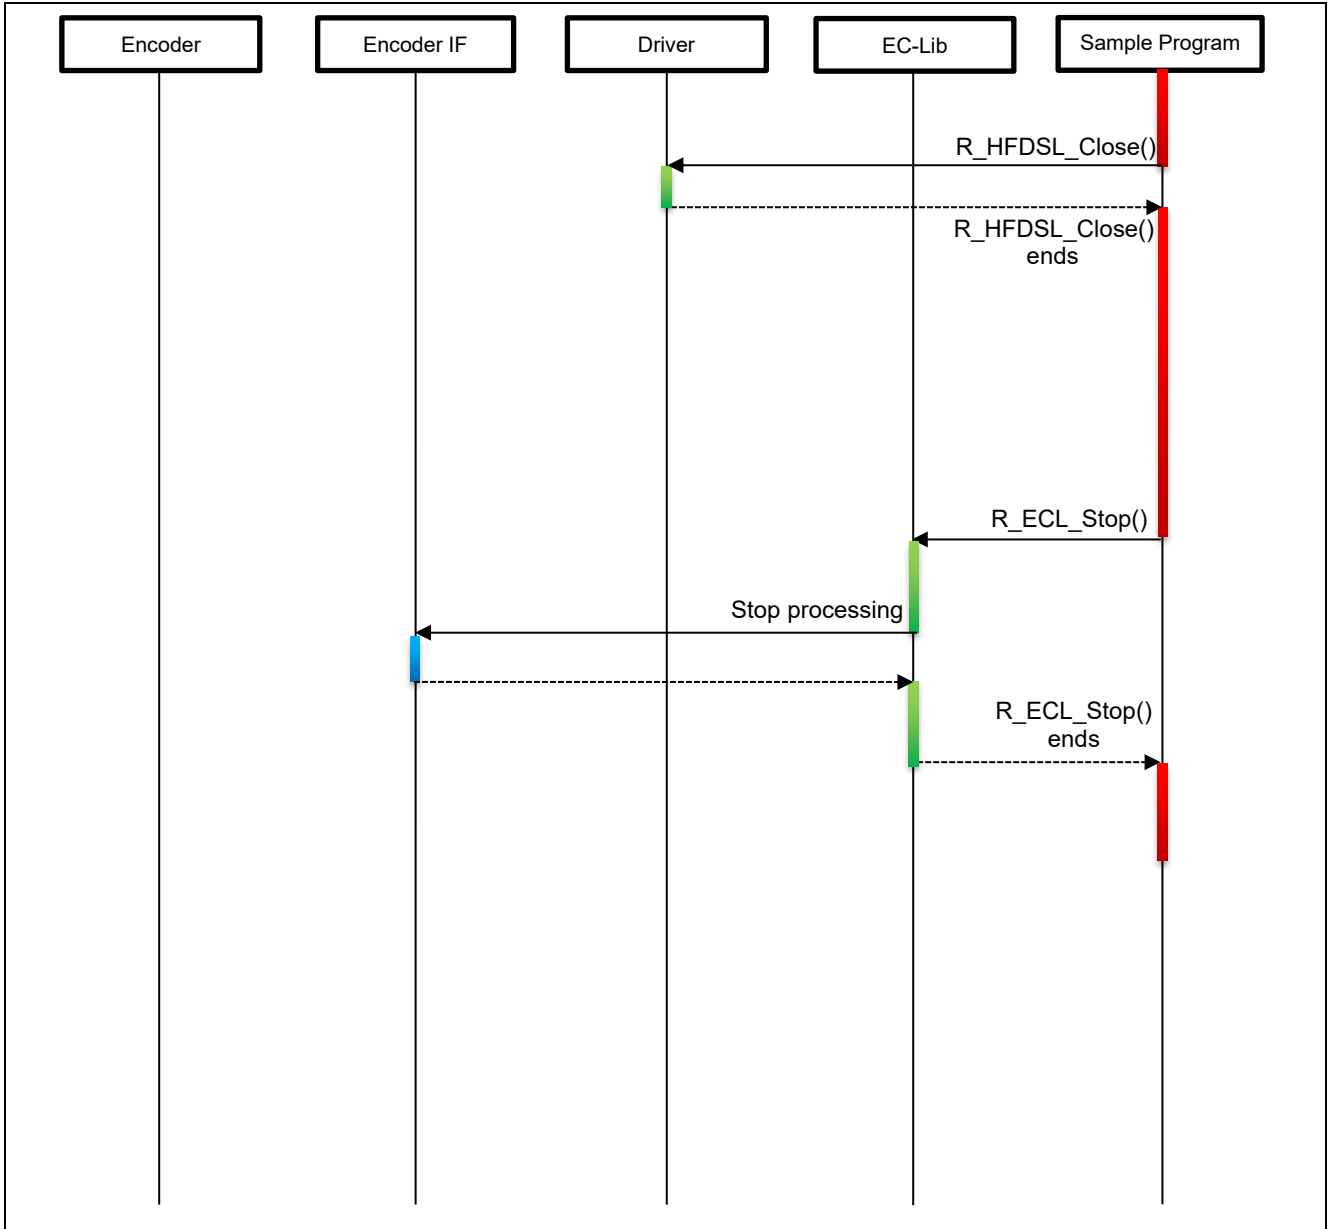 Encoder
Encoder IF
Driver
EC-Lib
Sample Program
R_HFDSL_Close()
R_HFDSL_Close()
ends
R_ECL_Stop()
Stop processing
R_ECL_Stop()
ends